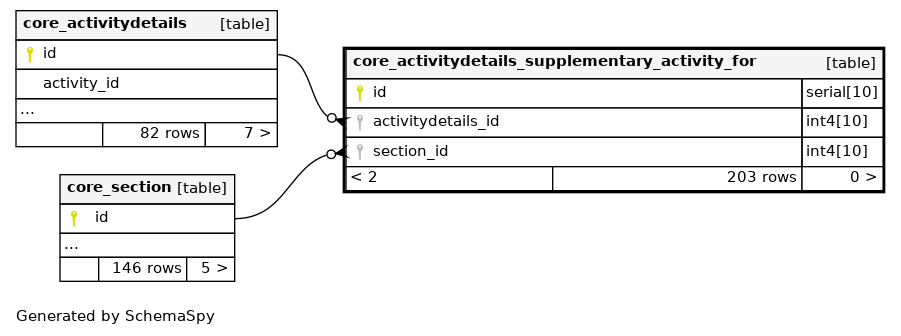 core_activitydetails [table]
id
activity_id
...
82 rows 7 >
core_section [table]
id
...
146 rows 5 >
core_activitydetails_supplementary_activity_for [table]
id serial[10]
activitydetails_id int4[10]
section_id int4[10]
< 2 203 rows 0 >
Generated by SchemaSpy